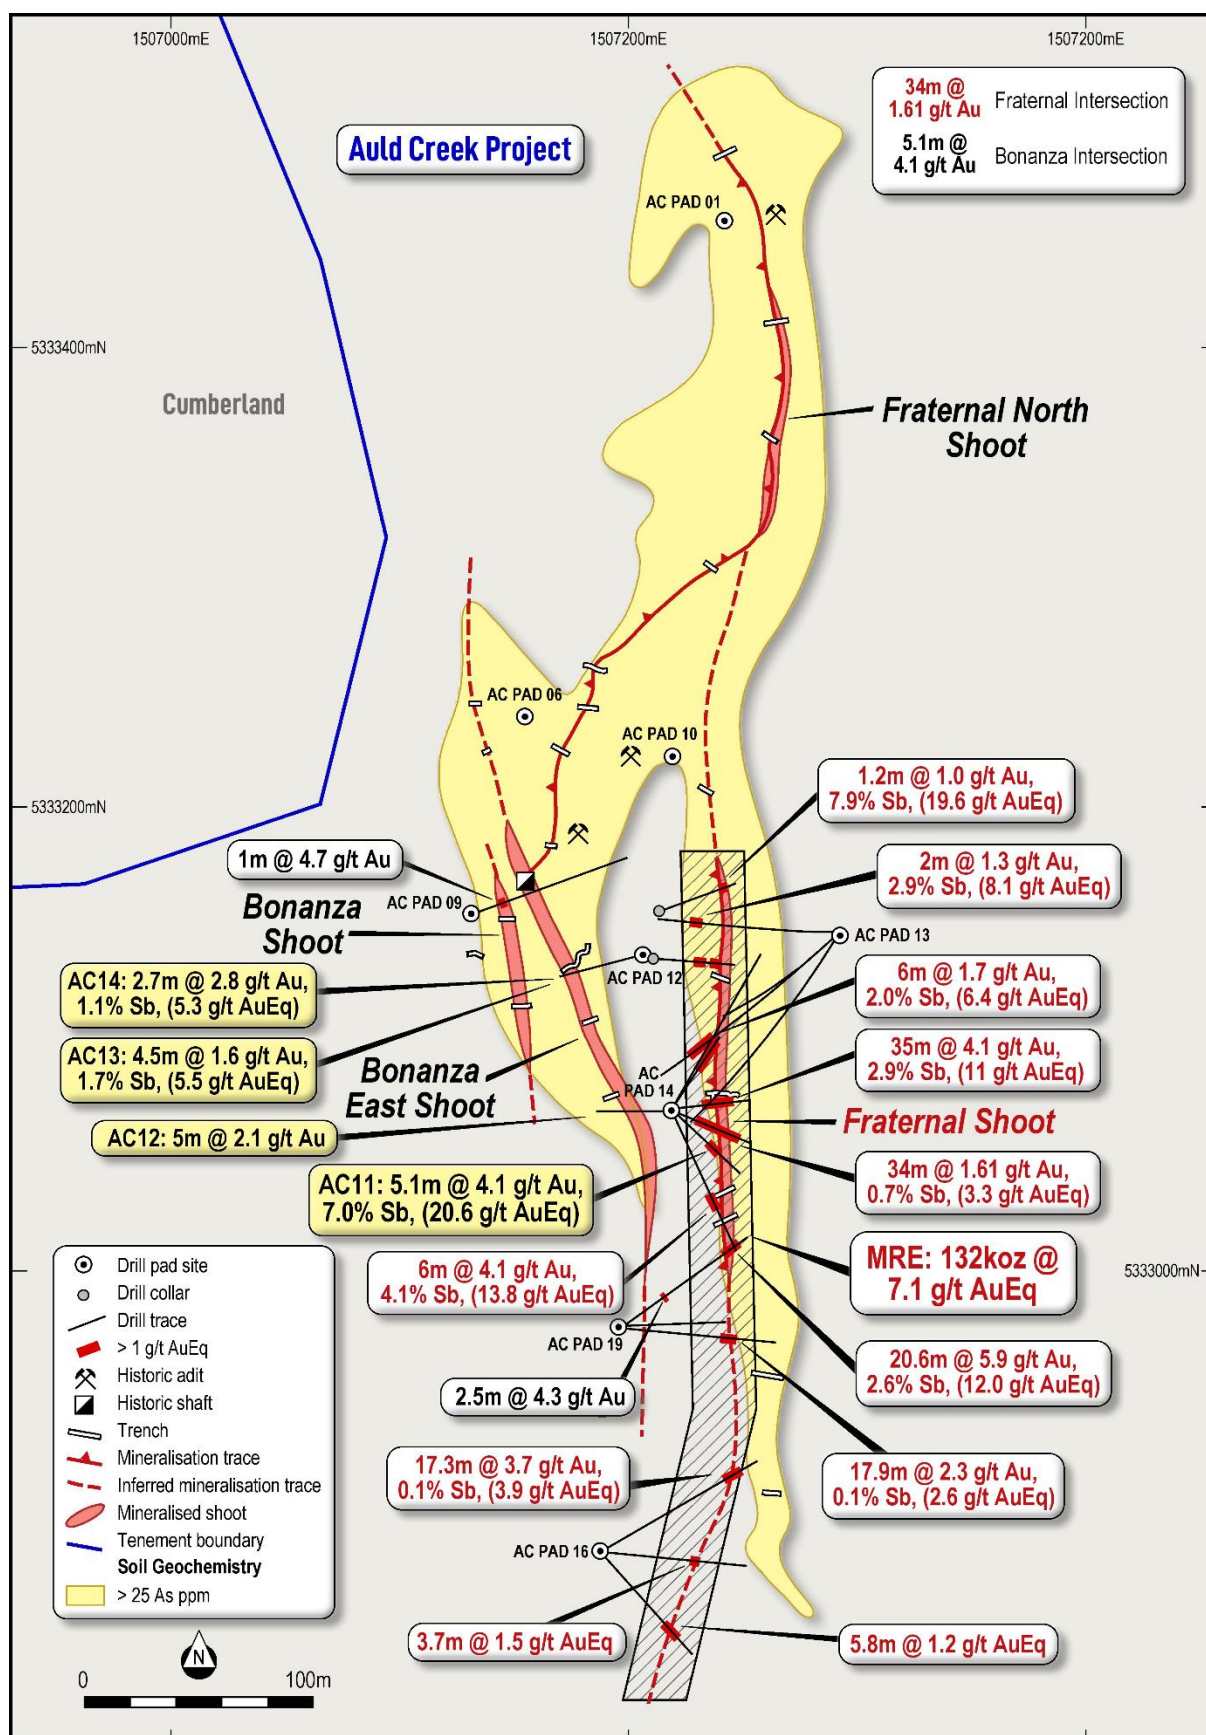 1507000mE
1507200mE
1507200mE
34m @
1.61 g/t Au
Fraternal Intersection
5.1m @
4.1 g/t Au
Bonanza Intersection
Auld Creek Project
AC PAD 01
5333400mN
Cumberland
Fraternal North
Shoot
AC PAD 06
AC PAD 10
5333200mN
1.2m @ 1.0 g/t Au,
7.9% Sb, (19.6 g/t AuEq)
1m @ 4.7 g/t Au
2m @ 1.3 g/t Au,
2.9% Sb, (8.1 g/t AuEq)
AC PAD 09
Bonanza
Shoot
AC PAD 13
AC PAD 12
AC14: 2.7m @ 2.8 g/t Au,
1.1% Sb, (5.3 g/t AuEq)
6m @ 1.7 g/t Au,
2.0% Sb, (6.4 g/t AuEq)
AC13: 4.5m @ 1.6 g/t Au,
1.7% Sb, (5.5 g/t AuEq)
35m @ 4.1 g/t Au,
2.9% Sb, (11 g/t AuEq)
Bonanza
East Shoot
AC
PAD 14
Fraternal Shoot
AC12: 5m @ 2.1 g/t Au
34m @ 1.61 g/t Au,
0.7% Sb, (3.3 g/t AuEq)
AC11: 5.1m @ 4.1 g/t Au,
7.0% Sb, (20.6 g/t AuEq)
MRE: 132koz @
7.1 g/t AuEq
5333000mN
6m @ 4.1 g/t Au,
4.1% Sb, (13.8 g/t AuEq)
AC PAD 19
20.6m @ 5.9 g/t Au,
2.6% Sb, (12.0 g/t AuEq)
2.5m @ 4.3 g/t Au
17.3m @ 3.7 g/t Au,
0.1% Sb, (3.9 g/t AuEq)
17.9m @ 2.3 g/t Au,
0.1% Sb, (2.6 g/t AuEq)
AC PAD 16
3.7m @ 1.5 g/t AuEq
5.8m @ 1.2 g/t AuEq
Drill pad site
Drill collar
Drill trace
> 1 g/t AuEq
Historic adit
Historic shaft
Trench
Mineralisation trace
Inferred mineralisation trace
Mineralised shoot
Tenement boundary
Soil Geochemistry
> 25 As ppm
N
0
100m